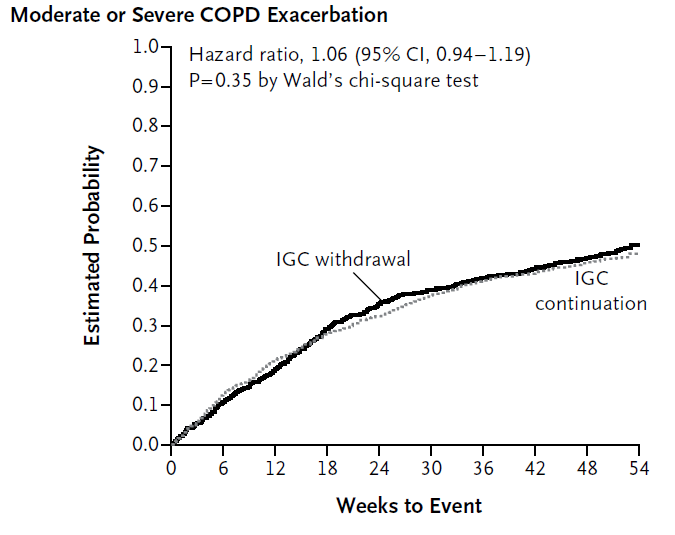 Moderate or Severe COPD Exacerbation
Hazard ratio, 1.06 (95% CI, 0.94–1.19)
P=0.35 by Wald's chi-square test
Estimated Probability
1.0
0.9
0.8
0.7
0.6
0.5
0.4
0.3
0.2
0.1
0.0
IGC withdrawal
IGC
continuation
0 6 12 18 24 30 36 42 48 54
Weeks to Event